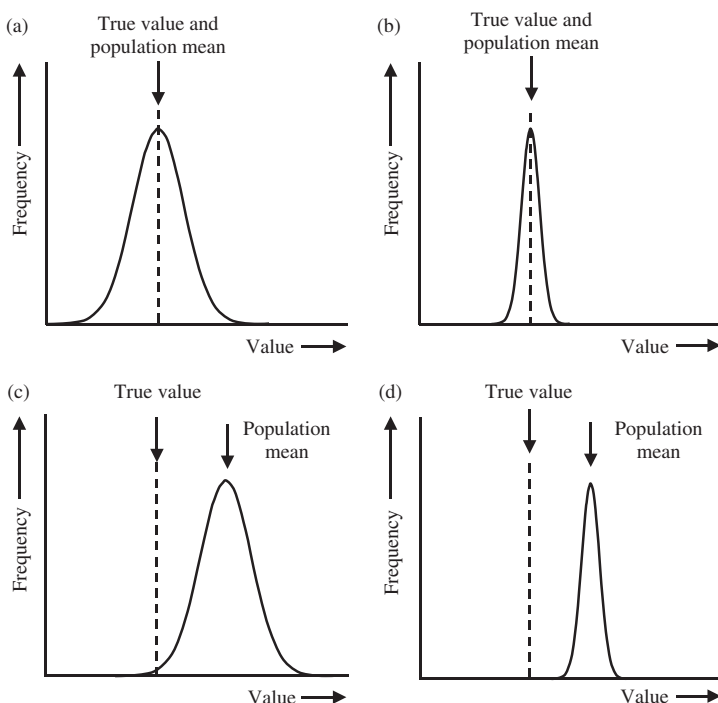 (a)
True value and
population mean
Frequency
Value
(b)
True value and
population mean
Frequency
Value
(c)
True value
Population
mean
Frequency
Value
(d)
True value
Population
mean
Frequency
Value